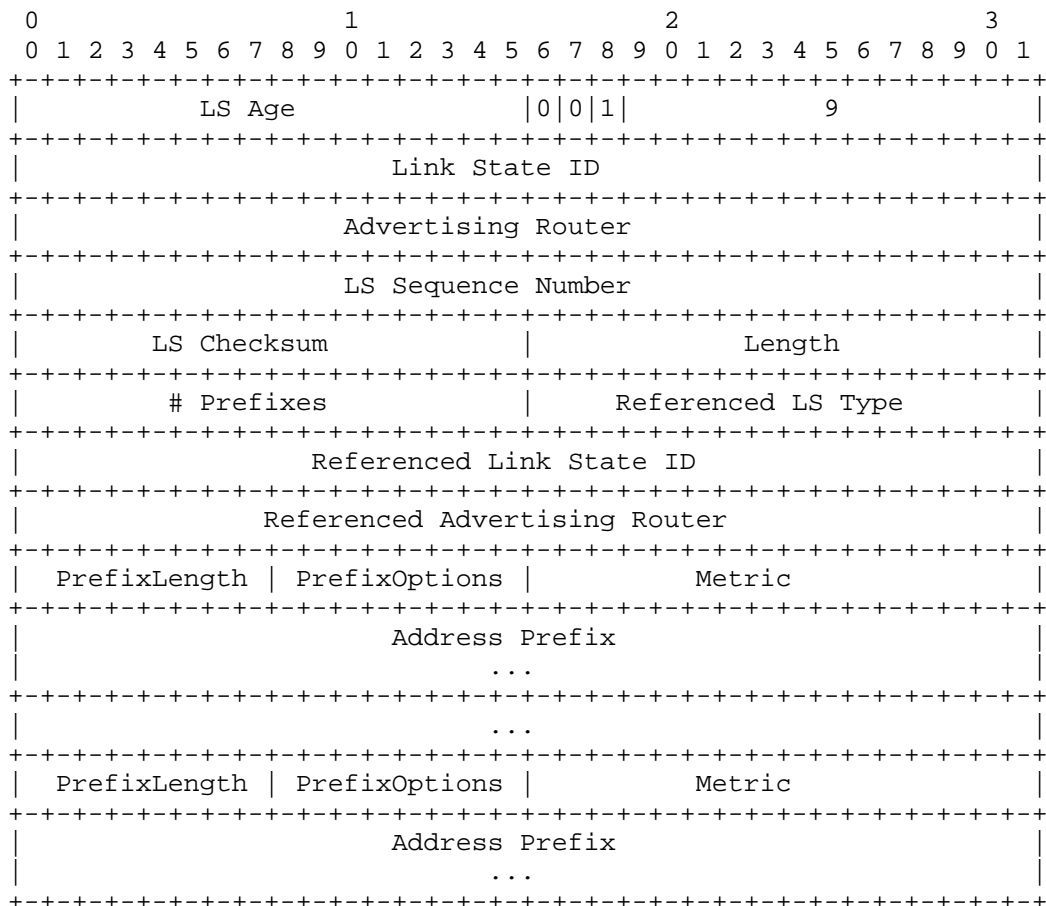 0                   1                   2                   3
 0 1 2 3 4 5 6 7 8 9 0 1 2 3 4 5 6 7 8 9 0 1 2 3 4 5 6 7 8 9 0 1
+-+-+-+-+-+-+-+-+-+-+-+-+-+-+-+-+-+-+-+-+-+-+-+-+-+-+-+-+-+-+-+-+
|           LS Age              |0|0|1|            9            |
+-+-+-+-+-+-+-+-+-+-+-+-+-+-+-+-+-+-+-+-+-+-+-+-+-+-+-+-+-+-+-+-+
|                       Link State ID                           |
+-+-+-+-+-+-+-+-+-+-+-+-+-+-+-+-+-+-+-+-+-+-+-+-+-+-+-+-+-+-+-+-+
|                    Advertising Router                         |
+-+-+-+-+-+-+-+-+-+-+-+-+-+-+-+-+-+-+-+-+-+-+-+-+-+-+-+-+-+-+-+-+
|                    LS Sequence Number                         |
+-+-+-+-+-+-+-+-+-+-+-+-+-+-+-+-+-+-+-+-+-+-+-+-+-+-+-+-+-+-+-+-+
|        LS Checksum            |             Length            |
+-+-+-+-+-+-+-+-+-+-+-+-+-+-+-+-+-+-+-+-+-+-+-+-+-+-+-+-+-+-+-+-+
|         # Prefixes            |     Referenced LS Type        |
+-+-+-+-+-+-+-+-+-+-+-+-+-+-+-+-+-+-+-+-+-+-+-+-+-+-+-+-+-+-+-+-+
|                  Referenced Link State ID                     |
+-+-+-+-+-+-+-+-+-+-+-+-+-+-+-+-+-+-+-+-+-+-+-+-+-+-+-+-+-+-+-+-+
|               Referenced Advertising Router                   |
+-+-+-+-+-+-+-+-+-+-+-+-+-+-+-+-+-+-+-+-+-+-+-+-+-+-+-+-+-+-+-+-+
|  PrefixLength | PrefixOptions |          Metric               |
+-+-+-+-+-+-+-+-+-+-+-+-+-+-+-+-+-+-+-+-+-+-+-+-+-+-+-+-+-+-+-+-+
|                       Address Prefix                          |
|                             ...                               |
+-+-+-+-+-+-+-+-+-+-+-+-+-+-+-+-+-+-+-+-+-+-+-+-+-+-+-+-+-+-+-+-+
|                             ...                               |
+-+-+-+-+-+-+-+-+-+-+-+-+-+-+-+-+-+-+-+-+-+-+-+-+-+-+-+-+-+-+-+-+
|  PrefixLength | PrefixOptions |          Metric               |
+-+-+-+-+-+-+-+-+-+-+-+-+-+-+-+-+-+-+-+-+-+-+-+-+-+-+-+-+-+-+-+-+
|                       Address Prefix                          |
|                             ...                               |
+-+-+-+-+-+-+-+-+-+-+-+-+-+-+-+-+-+-+-+-+-+-+-+-+-+-+-+-+-+-+-+-+